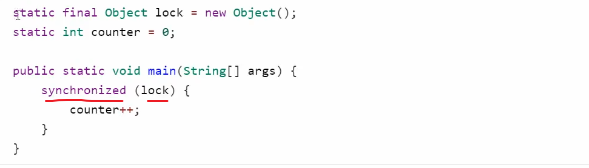 static final Object lock = new Object();
static int counter = 0;
public static void main(String[] args) {
synchronized (lock) {
counter++;
}
}